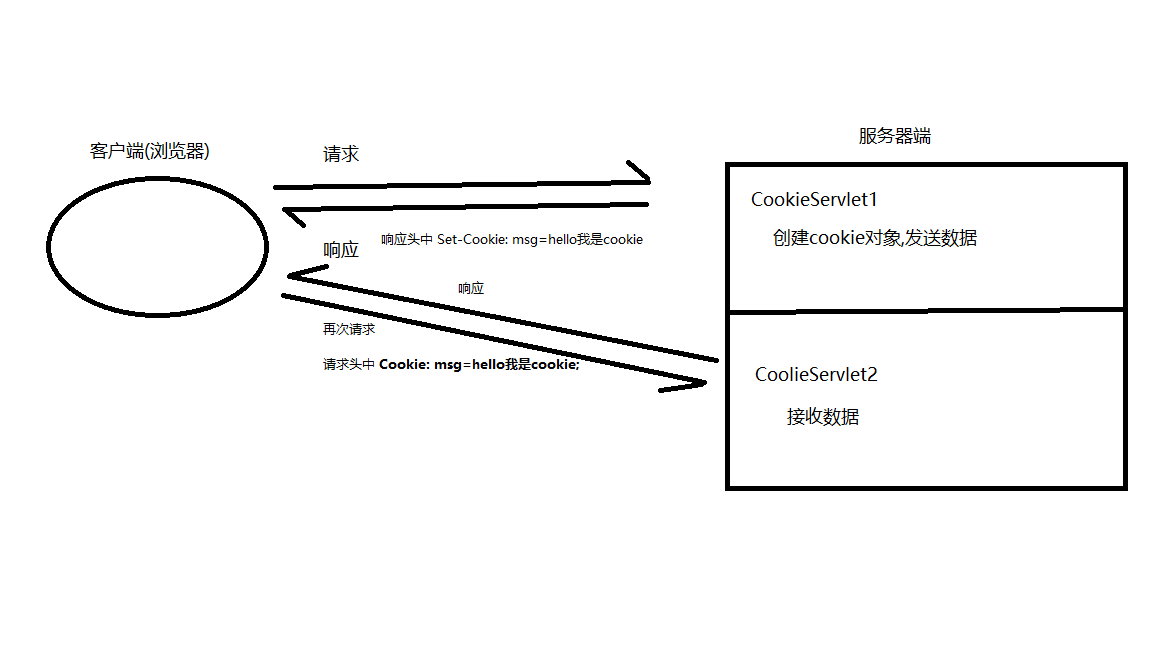 服务器端
客户端(浏览器)
请求
CookieServlet1
创建cookie对象,发送数据
响应
响应头中 Set-Cookie: msg=hello我是cookie
响应
再次请求
请求头中 Cookie: msg=hello我是cookie;
CoolieServlet2
接收数据